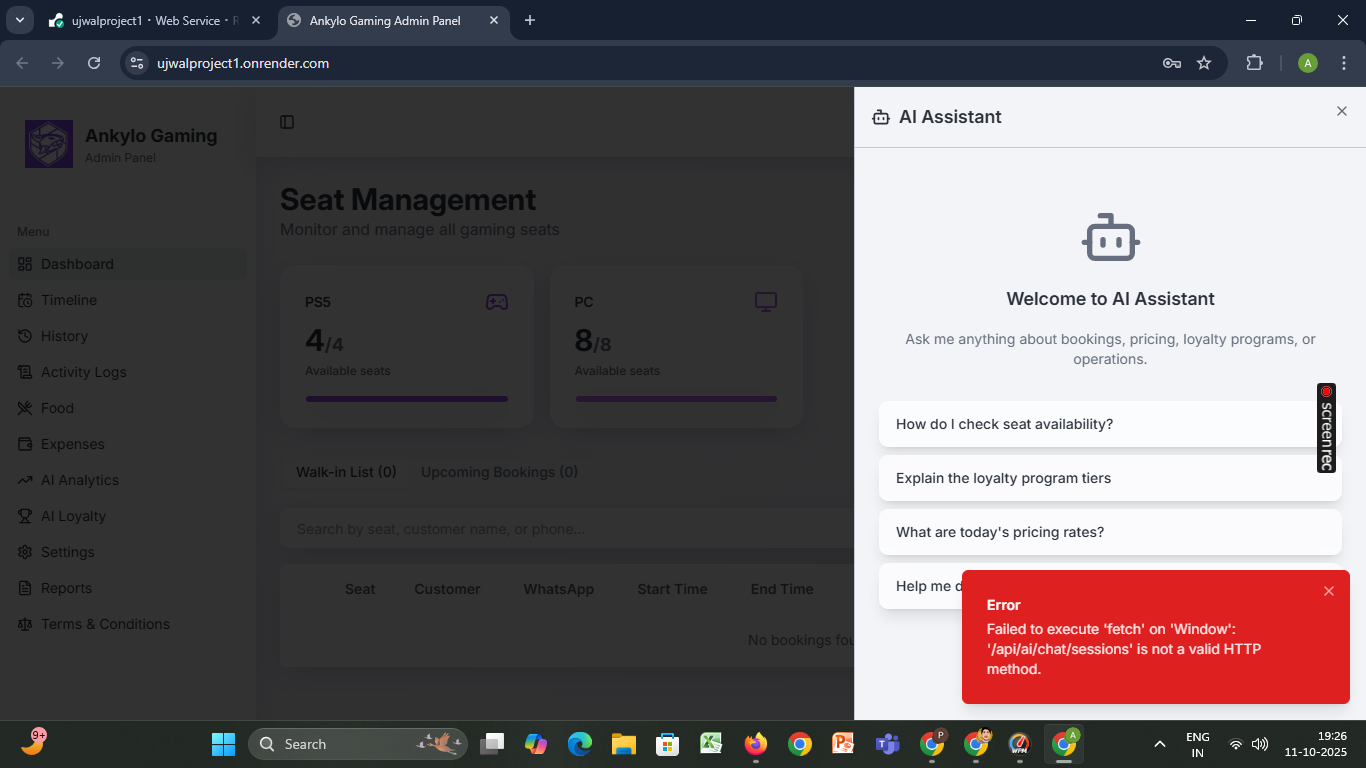 ujwalproject1 · Web Service · R
Ankylo Gaming Admin Panel
ujwalproject1.onrender.com
A
Ankylo Gaming
Admin Panel
Menu
Dashboard
Timeline
History
Activity Logs
Food
Expenses
AI Analytics
AI Loyalty
Settings
Reports
Terms & Conditions
Seat Management
Monitor and manage all gaming seats
PS5
4/4
Available seats
PC
8/8
Available seats
Walk-in List (0)
Upcoming Bookings (0)
Search by seat, customer name, or phone...
Seat
Customer
WhatsApp
Start Time
End Time
No bookings fou
AI Assistant
Welcome to AI Assistant
Ask me anything about bookings, pricing, loyalty programs, or
operations.
How do I check seat availability?
Explain the loyalty program tiers
What are today's pricing rates?
Help me d
screenrec
Error
Failed to execute 'fetch' on 'Window':
'/api/ai/chat/sessions' is not a valid HTTP
method.
9+
Search
P
A
WPM
ENG
IN
19:26
11-10-2025